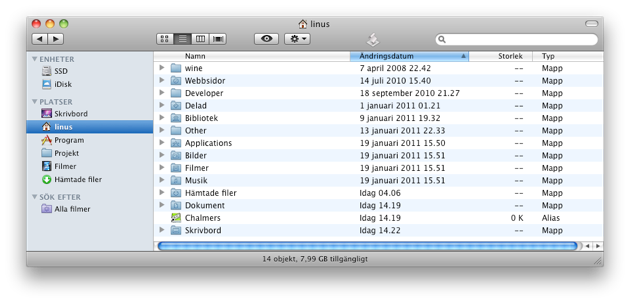 linus
ENHETER
SSD
iDisk
PLATSER
Skrivbord
linus
Program
Projekt
Filmer
Hämtade filer
SÖK EFTER
Alla filmer
Namn Ändringsdatum Storlek Typ
wine 7 april 2008 22.42 -- Mapp
Webbsidor 14 juli 2010 15.40 -- Mapp
Developer 18 september 2010 21.27 -- Mapp
Delad 1 januari 2011 01.21 -- Mapp
Bibliotek 9 januari 2011 19.32 -- Mapp
Other 13 januari 2011 22.33 -- Mapp
Applications 19 januari 2011 15.50 -- Mapp
Bilder 19 januari 2011 15.51 -- Mapp
Filmer 19 januari 2011 15.51 -- Mapp
Musik 19 januari 2011 15.51 -- Mapp
Hämtade filer Idag 04.06 -- Mapp
Dokument Idag 14.19 -- Mapp
Chalmers Idag 14.19 0 K Alias
Skrivbord Idag 14.22 -- Mapp
14 objekt, 7,99 GB tillgängligt